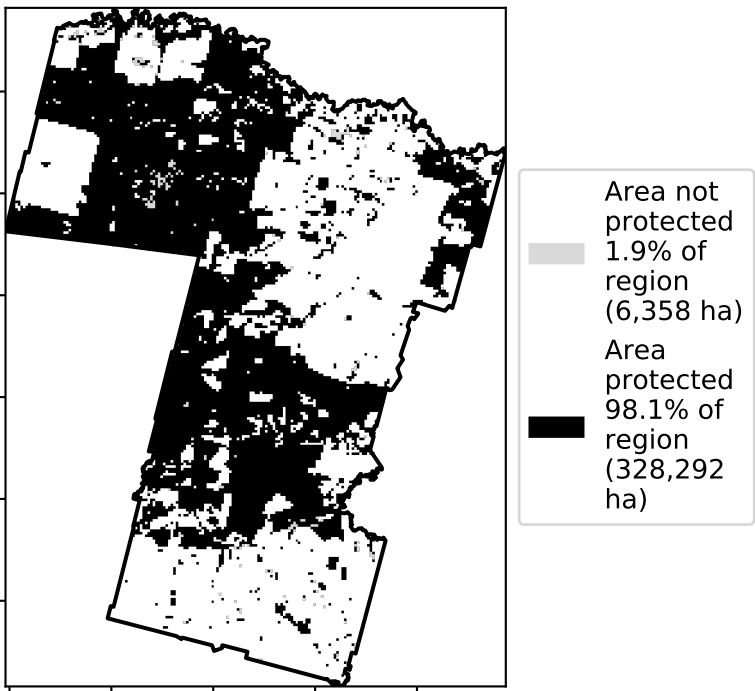 Area not
protected
1.9% of
region
(6,358 ha)
Area
protected
98.1% of
region
(328,292
ha)